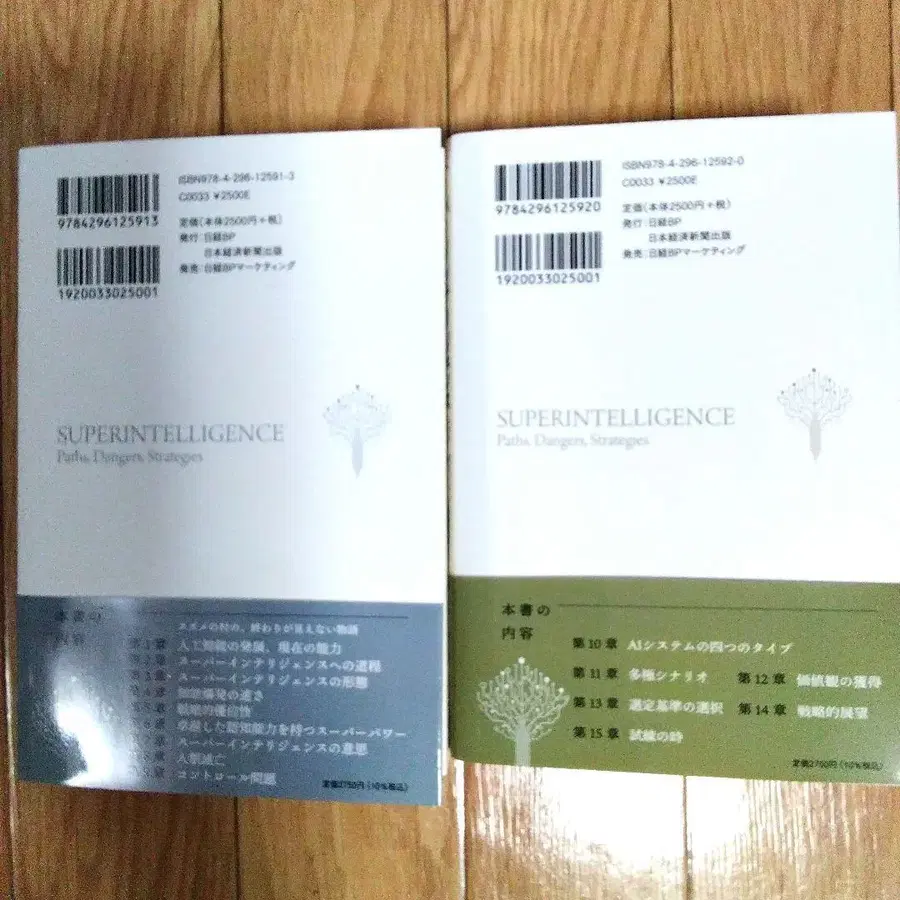 ISBN978-4-296-12591-3
C0033 ¥2500E
9784296125913
定価(本体2500円+税)
発行:日経BP
日本経済新聞出版
発売:日経BPマーケティング
1920033025001
SUPERINTELLIGENCE
Paths, Dangers, Strategies
本書の
内容
スズメの村の、終わりが見えない物語
第1章 人工知能の発展、現在の能力
第2章 スーパーインテリジェンスへの道程
第3章 スーパーインテリジェンスの形態
知能爆発の速さ
戦略的優位性
卓越した認知能力を持つスーパーパワー
スーパーインテリジェンスの意思
人類滅亡
コントロール問題
定価2750円(10%税込)
ISBN978-4-296-12592-0
C0033 ¥2500E
9784296125920
定価(本体2500円+税)
発行:日経BP
日本経済新聞出版
発売:日経BPマーケティング
1920033025001
SUPERINTELLIGENCE
Paths, Dangers, Strategies
本書の
内容
第10章 AIシステムの四つのタイプ
第11章 多極シナリオ 第12章 価値観の獲得
第13章 選定基準の選択 第14章 戦略的展望
第15章 試練の時
定価2750円(10%税込)